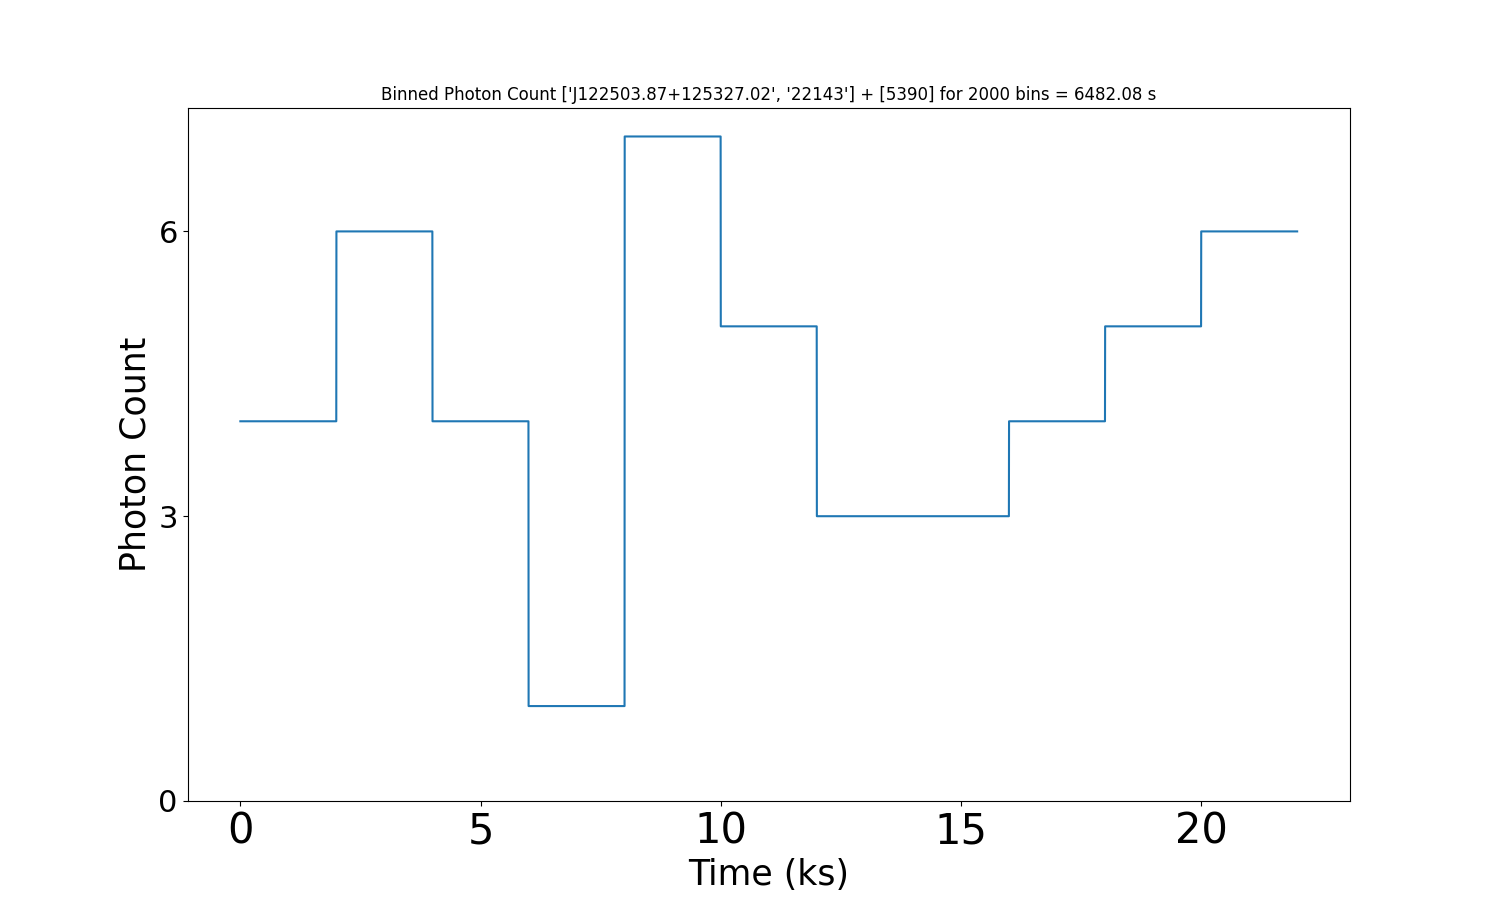 Binned Photon Count ['J122503.87+125327.02', '22143'] + [5390] for 2000 bins = 6482.08 s
6
3
0
Photon Count
0 5 10 15 20
Time (ks)